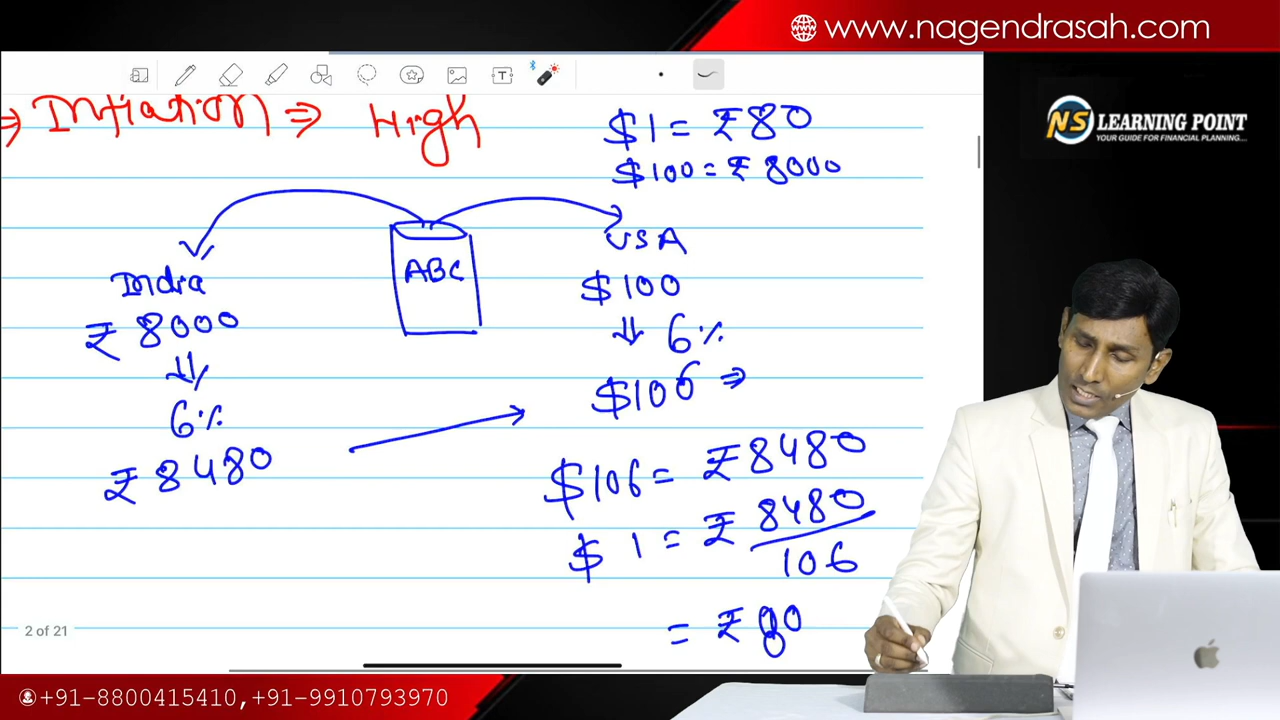 www.nagendrasah.com
NS LEARNING POINT
YOUR GUIDE FOR FINANCIAL PLANNING....
⇒ Inflation ⇒ High
$1 = ₹80
$100 = ₹8000
ABC
India
₹8000
⇓
6%
₹8480
USA
$100
⇓ 6%
$106 ⇒
$106 = ₹8480
$1 = ₹ 8480/106
= ₹80
2 of 21
+91-8800415410,+91-9910793970